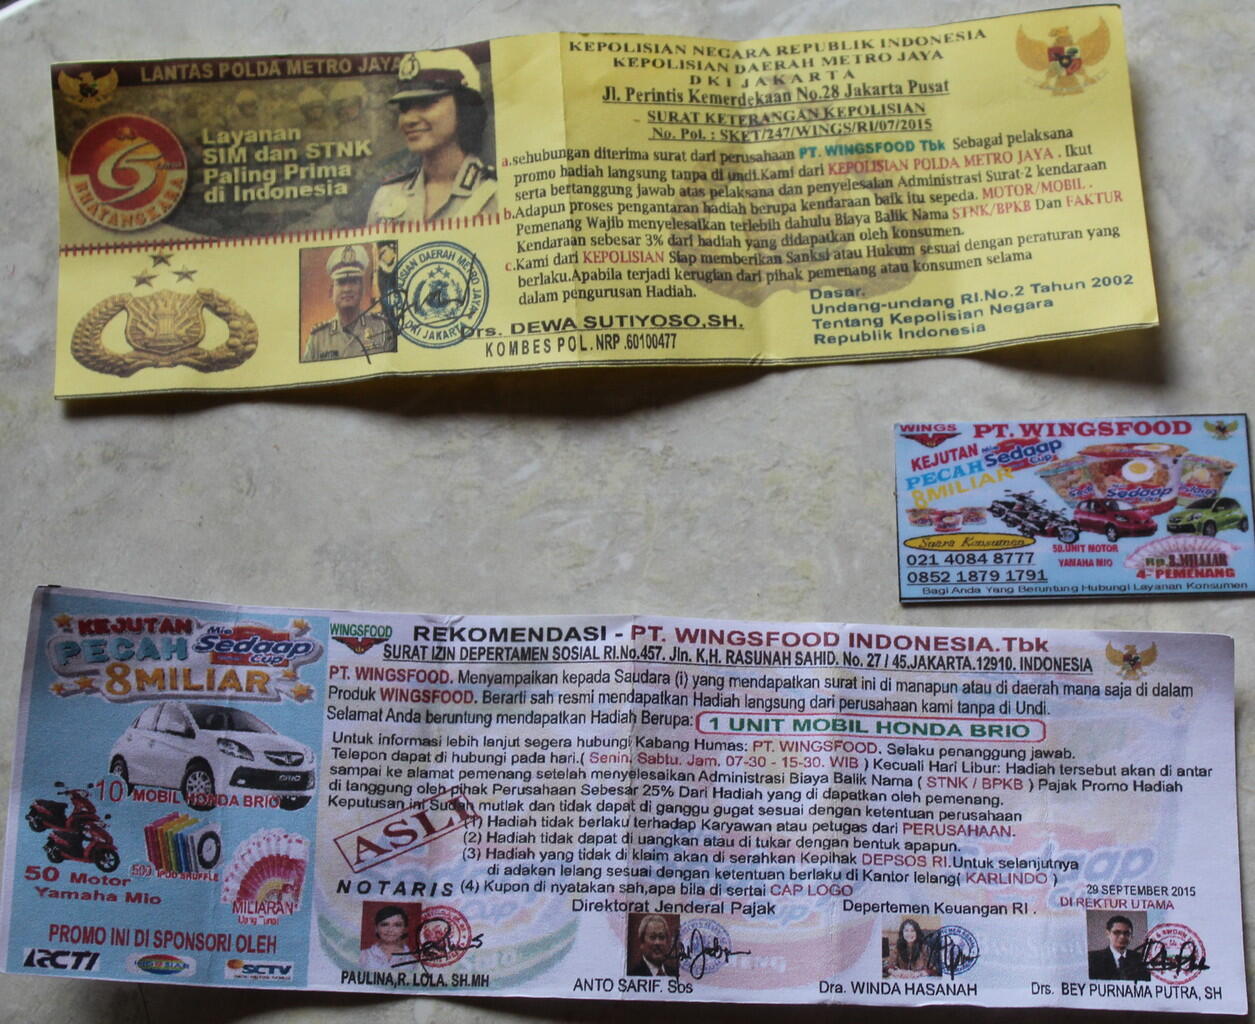 LANTAS POLDA METRO JAYA
Layanan
SIM dan STNK
Paling Prima
di Indonesia
BHAYANGKARA
KEPOLISIAN NEGARA REPUBLIK INDONESIA
KEPOLISIAN DAERAH METRO JAYA
DKI JAKARTA
Jl. Perintis Kemerdekaan No.28 Jakarta Pusat
SURAT KETERANGAN KEPOLISIAN
No. Pol. : SKET/247/WINGS/RI/07/2015
a.sehubungan diterima surat dari perusahaan PT. WINGSFOOD Tbk Sebagai pelaksana
promo hadiah langsung tanpa di undi.Kami dari KEPOLISIAN POLDA METRO JAYA . Ikut
serta bertanggung jawab atas pelaksana dan penyelesaian Administrasi Surat-2 kendaraan
b.Adapun proses pengantaran hadiah berupa kendaraan baik itu sepeda. MOTOR/MOBIL .
Pemenang Wajib menyelesaikan terlebih dahulu Biaya Balik Nama STNK/BPKB Dan FAKTUR
Kendaraan sebesar 3% dari hadiah yang didapatkan oleh konsumen.
c.Kami dari KEPOLISIAN Siap memberikan Sanksi atau Hukum sesuai dengan peraturan yang
berlaku.Apabila terjadi kerugian dari pihak pemenang atau konsumen selama
dalam pengurusan Hadiah.
Dasar.
Undang-undang RI.No.2 Tahun 2002
Tentang Kepolisian Negara
Republik Indonesia
Drs. DEWA SUTIYOSO,SH.
KOMBES POL.NRP .60100477
WINGS PT. WINGSFOOD
KEJUTAN
PECAH
8MILIAR
Mie Sedaap Cup
Sedaap
Suara Konsumen
021 4084 8777
0852 1879 1791
50.UNIT MOTOR
YAMAHA MIO
Rp.8.MILIAR
4- PEMENANG
Bagi Anda Yang Beruntung Hubungi Layanan Konsumen
KEJUTAN
PECAH
8MILIAR
Mie Sedaap Cup
10 MOBIL HONDA BRIO
50 Motor
Yamaha Mio
500 IPOD SHUFFLE
MILIARAN
Uang Tunai
PROMO INI DI SPONSORI OLEH
RCTI
INDOSIAR
SCTV
WINGSFOOD
REKOMENDASI - PT. WINGSFOOD INDONESIA.Tbk
SURAT IZIN DEPERTAMEN SOSIAL RI.No.457. Jln. K.H. RASUNAH SAHID. No. 27 / 45.JAKARTA.12910. INDONESIA
PT. WINGSFOOD. Menyampaikan kepada Saudara (i) yang mendapatkan surat ini di manapun atau di daerah mana saja di dalam
Produk WINGSFOOD. Berarti sah resmi mendapatkan Hadiah langsung dari perusahaan kami tanpa di Undi.
Selamat Anda beruntung mendapatkan Hadiah Berupa: 1 UNIT MOBIL HONDA BRIO
Untuk informasi lebih lanjut segera hubungi Kabang Humas: PT. WINGSFOOD. Selaku penanggung jawab.
Telepon dapat di hubungi pada hari.( Senin. Sabtu. Jam. 07-30 - 15-30. WIB ) Kecuali Hari Libur: Hadiah tersebut akan di antar
sampai ke alamat pemenang setelah menyelesaikan Administrasi Biaya Balik Nama ( STNK / BPKB ) Pajak Promo Hadiah
di tanggung oleh Pihak Perusahaan Sebesar 25% Dari Hadiah yang di dapatkan oleh pemenang.
Keputusan ini Sudah mutlak dan tidak dapat di ganggu gugat sesuai dengan ketentuan perusahaan
(1) Hadiah tidak berlaku terhadap Karyawan atau petugas dari PERUSAHAAN.
(2) Hadiah tidak dapat di uangkan atau di tukar dengan bentuk apapun.
(3) Hadiah yang tidak di klaim akan di serahkan Kepihak DEPSOS RI.Untuk selanjutnya
di adakan lelang sesuai dengan ketentuan berlaku di Kantor lelang( KARLINDO )
(4) Kupon di nyatakan sah,apa bila di sertai CAP LOGO
ASLI
NOTARIS
PAULINA,R. LOLA. SH.MH
Direktorat Jenderal Pajak
ANTO SARIF. Sos
Depertemen Keuangan RI .
Dra. WINDA HASANAH
29 SEPTEMBER 2015
DIREKTUR UTAMA
Drs. BEY PURNAMA PUTRA, SH